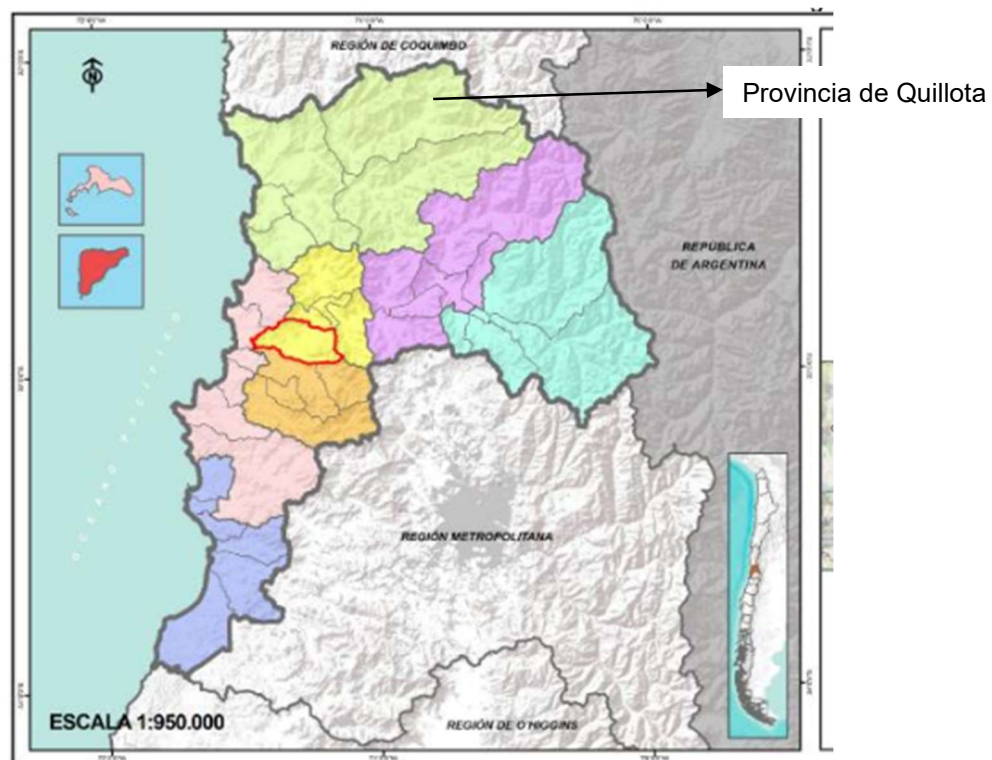 REGIÓN DE COQUIMBO
Provincia de Quillota
REPÚBLICA
DE ARGENTINA
REGIÓN METROPOLITANA
ESCALA 1:950.000
REGIÓN DE O'HIGGINS